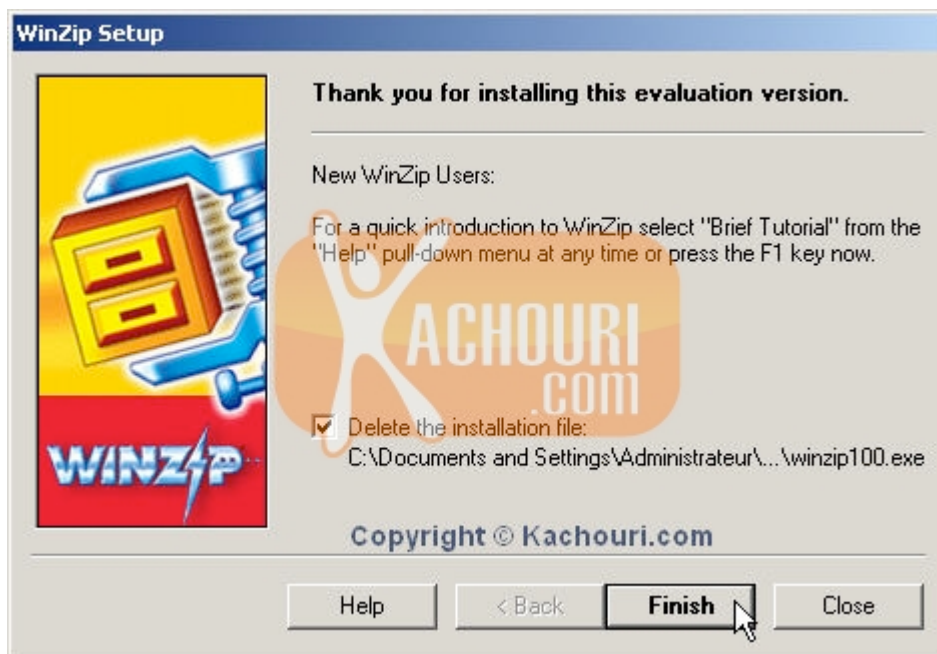 WinZip Setup
Thank you for installing this evaluation version.
New WinZip Users:
For a quick introduction to WinZip select "Brief Tutorial" from the
"Help" pull-down menu at any time or press the F1 key now.
KACHOURI
.com
Delete the installation file:
C:\Documents and Settings\Administrateur\...\winzip100.exe
WINZIP
Copyright © Kachouri.com
Help
< Back
Finish
Close